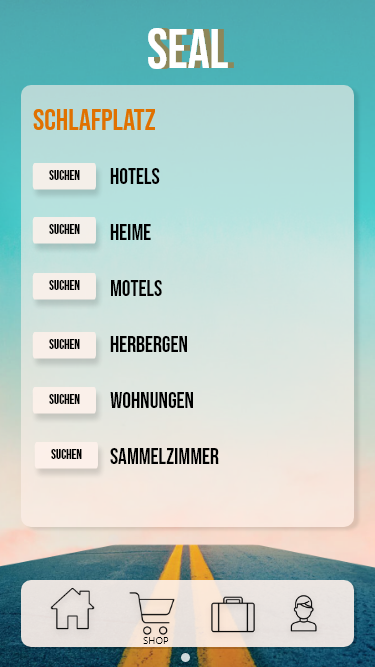 SEAL
SCHLAFPLATZ
SUCHEN HOTELS
SUCHEN HEIME
SUCHEN MOTELS
SUCHEN HERBERGEN
SUCHEN WOHNUNGEN
SUCHEN SAMMELZIMMER
SHOP